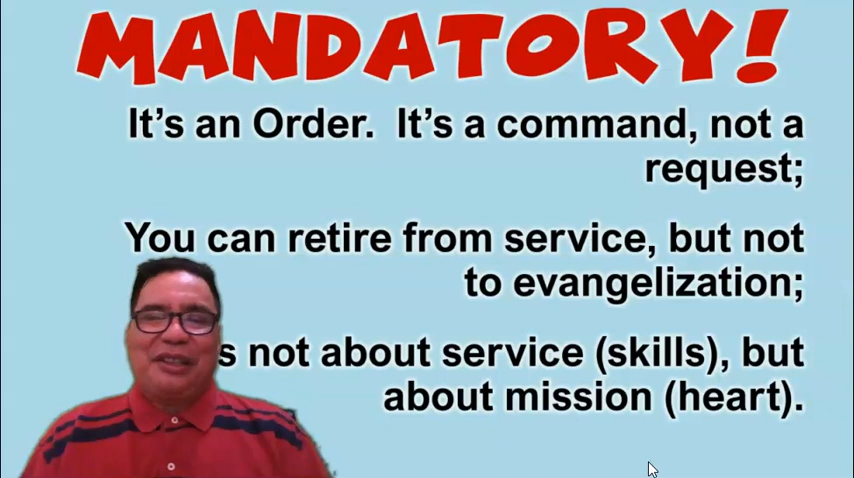 MANDATORY!
It's an Order. It's a command, not a
request;
You can retire from service, but not
to evangelization;
s not about service (skills), but
about mission (heart).